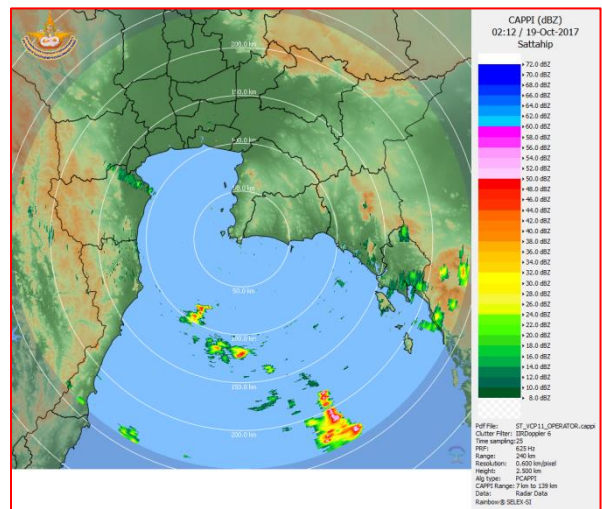 CAPPI (dBZ)
02:12 / 19-Oct-2017
Sattahip
72.0 dBZ
70.0 dBZ
68.0 dBZ
66.0 dBZ
64.0 dBZ
62.0 dBZ
60.0 dBZ
58.0 dBZ
56.0 dBZ
54.0 dBZ
52.0 dBZ
50.0 dBZ
48.0 dBZ
46.0 dBZ
44.0 dBZ
42.0 dBZ
40.0 dBZ
38.0 dBZ
36.0 dBZ
34.0 dBZ
32.0 dBZ
30.0 dBZ
28.0 dBZ
26.0 dBZ
24.0 dBZ
22.0 dBZ
20.0 dBZ
18.0 dBZ
16.0 dBZ
14.0 dBZ
12.0 dBZ
10.0 dBZ
8.0 dBZ
200.0 km
150.0 km
50.0 km
100.0 km
150.0 km
200.0 km
Pdf File: ST_VCP11_OPERATOR.cappi
Clutter Filter: IIRDoppler 6
Time sampling: 25
PRF: 625 Hz
Range: 240 km
Resolution: 0.600 km/pixel
Height: 2.500 km
Alg type: PCAPPI
CAPPI Range: 7 km to 139 km
Data: Radar Data
Rainbow® SELEX-SI